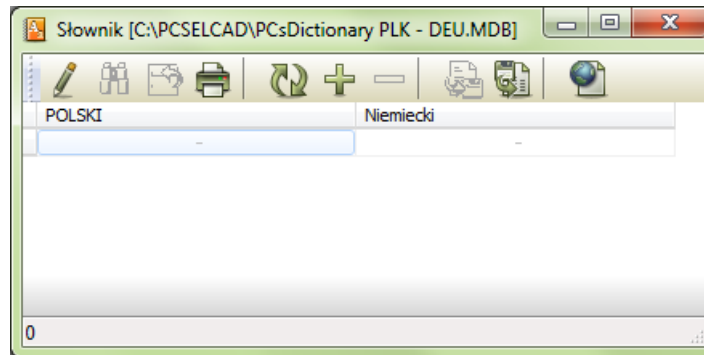 Słownik [C:\PCSELCAD\PCsDictionary PLK - DEU.MDB]
POLSKI Niemiecki
- -
0